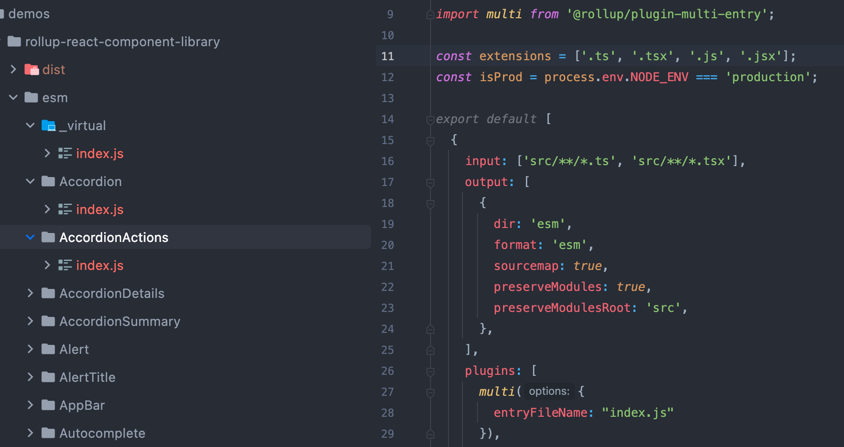 demos
rollup-react-component-library
dist
esm
_virtual
index.js
Accordion
index.js
AccordionActions
index.js
AccordionDetails
AccordionSummary
Alert
AlertTitle
AppBar
Autocomplete
9 import multi from '@rollup/plugin-multi-entry';
10
11 const extensions = ['.ts', '.tsx', '.js', '.jsx'];
12 const isProd = process.env.NODE_ENV === 'production';
13
14 export default [
15 {
16 input: ['src/**/*.ts', 'src/**/*.tsx'],
17 output: [
18 {
19 dir: 'esm',
20 format: 'esm',
21 sourcemap: true,
22 preserveModules: true,
23 preserveModulesRoot: 'src',
24 },
25 ],
26 plugins: [
27 multi( options: {
28 entryFileName: "index.js"
29 }),